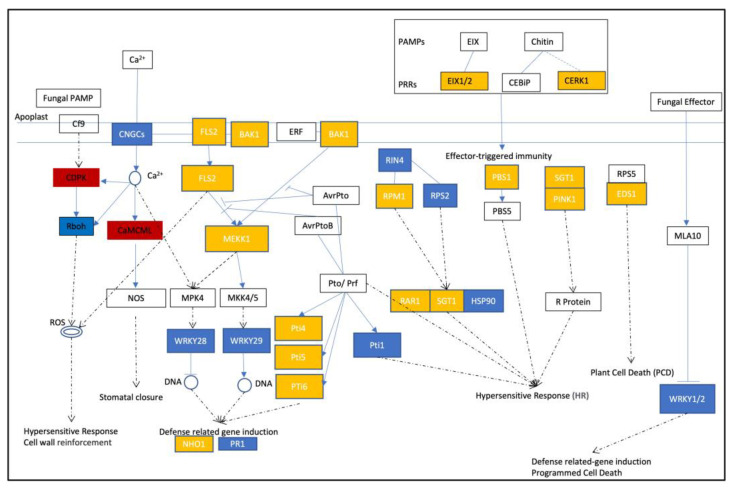 PAMPs
EIX
Chitin
Ca²⁺
PRRs
EIX1/2
CEBiP
CERK1
Fungal PAMP
Fungal Effector
Apoplast
Cf9
CNGCs
FLS2
BAK1
ERF
BAK1
RIN4
Effector-triggered immunity
CDPK
Ca²⁺
FLS2
AvrPto
RPM1
RPS2
PBS1
SGT1
RPS5
EDS1
PINK1
Rboh
CaMCML
MEKK1
AvrPtoB
PBS5
MLA10
NOS
MPK4
MKK4/5
Pto/ Prf
RAR1
SGT1
HSP90
R Protein
ROS
WRKY28
WRKY29
Pti4
Pti5
Pti1
DNA
DNA
PTi6
Plant Cell Death (PCD)
Stomatal closure
Hypersensitive Response (HR)
WRKY1/2
Hypersensitive Response
Cell wall reinforcement
Defense related gene induction
NHO1
PR1
Defense related-gene induction
Programmed Cell Death